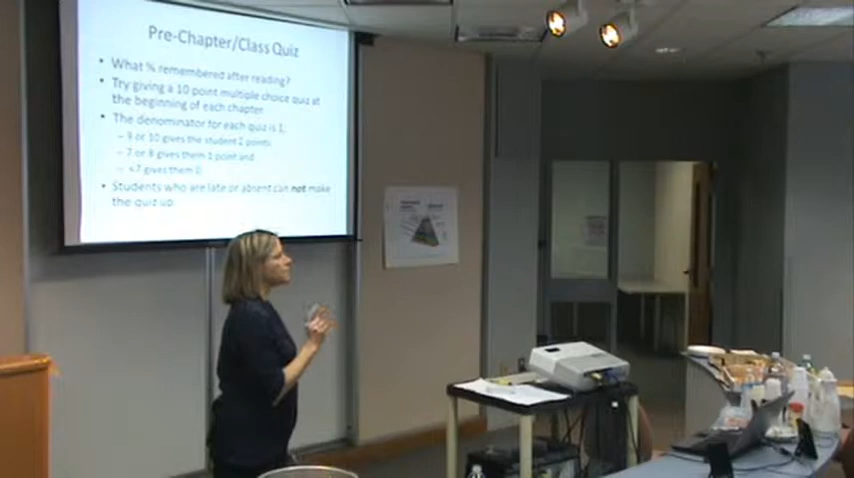 Pre-Chapter/Class Quiz
• What % remembered after reading?
• Try giving a 10 point multiple choice quiz at
the beginning of each chapter.
• The denominator for each quiz is 1,
– 9 or 10 gives the student 2 points
– 7 or 8 gives them 1 point and
– <7 gives them 0
• Students who are late or absent can not make
the quiz up